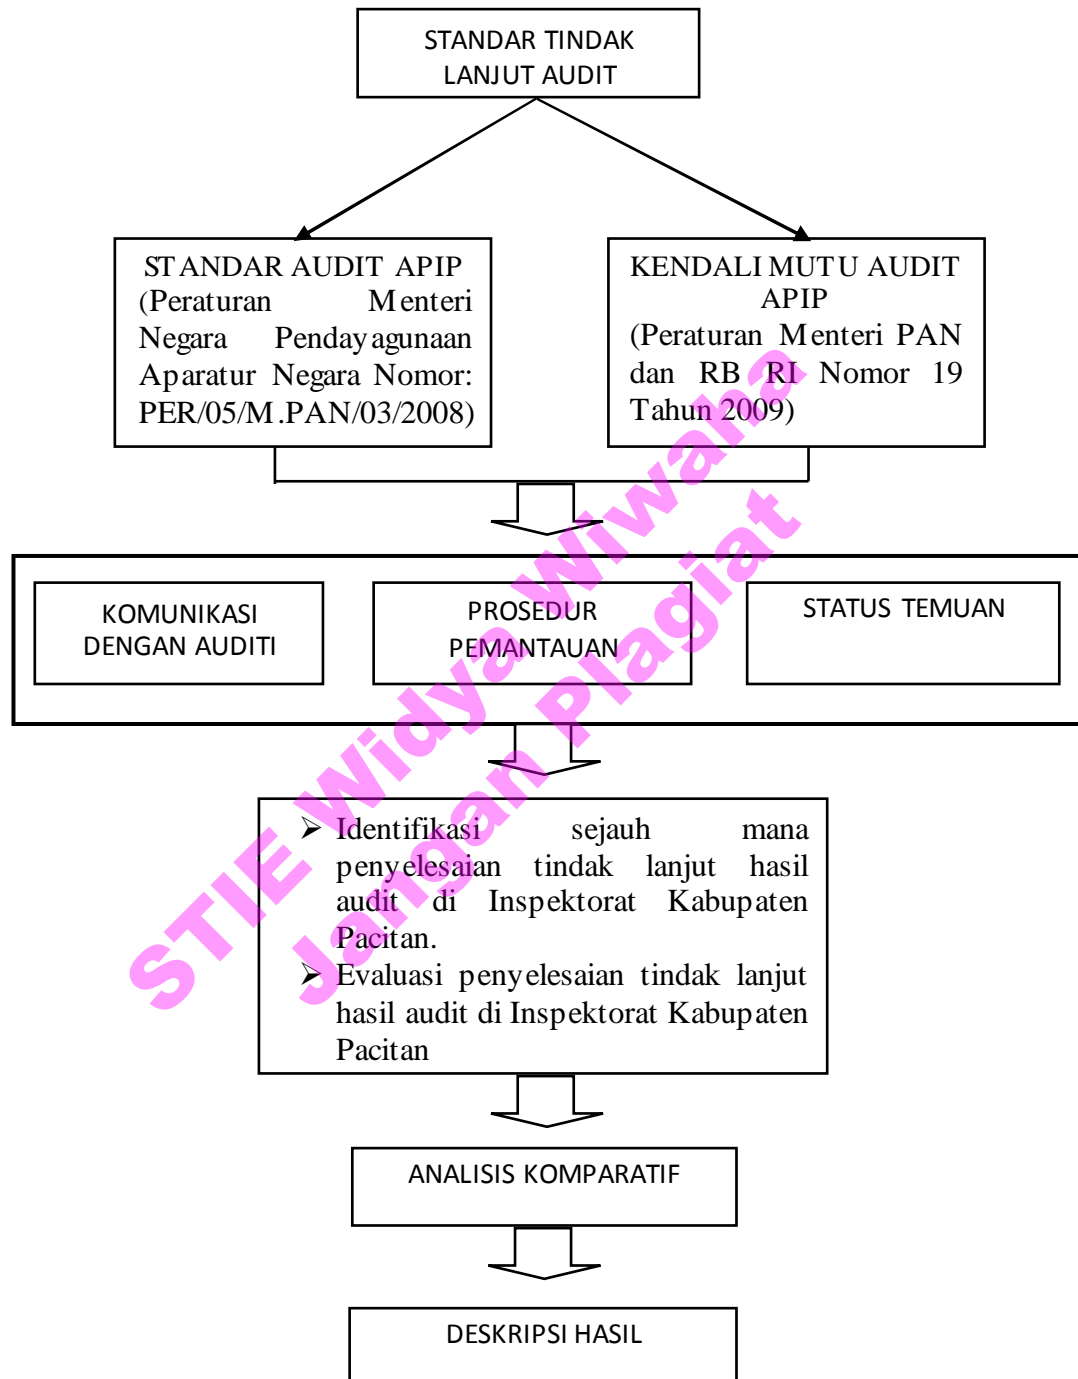 STANDAR TINDAK
LANJUT AUDIT
STANDAR AUDIT APIP
(Peraturan Menteri
Negara Pendayagunaan
Aparatur Negara Nomor:
PER/05/M.PAN/03/2008)
KENDALI MUTU AUDIT
APIP
(Peraturan Menteri PAN
dan RB RI Nomor 19
Tahun 2009)
KOMUNIKASI
DENGAN AUDITI
PROSEDUR
PEMANTAUAN
STATUS TEMUAN
➢ Identifikasi sejauh mana
penyelesaian tindak lanjut hasil
audit di Inspektorat Kabupaten
Pacitan.
➢ Evaluasi penyelesaian tindak lanjut
hasil audit di Inspektorat Kabupaten
Pacitan
ANALISIS KOMPARATIF
DESKRIPSI HASIL
STIE Widya Wiwaha
Jangan Plagiat